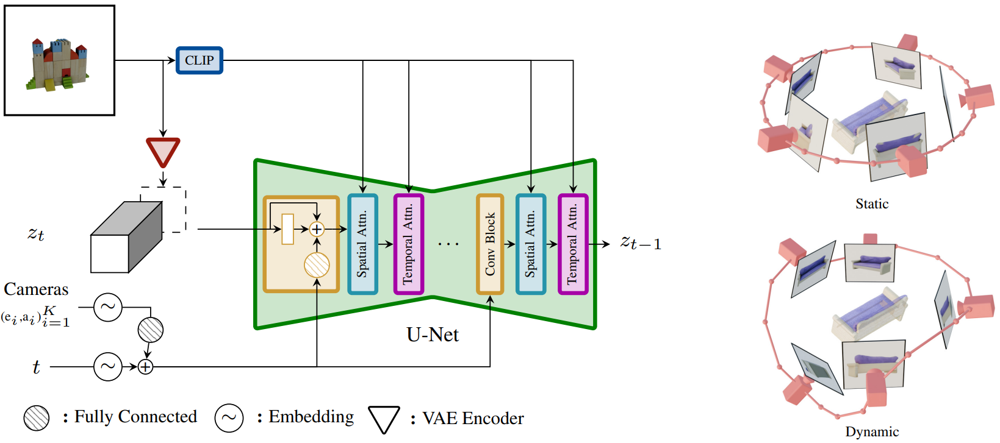 CLIP
z_t
Cameras
(e_i,a_i)_{i=1}^K
t
~
~
+
+
Spatial Attn.
Temporal Attn.
...
Conv Block
Spatial Attn.
Temporal Attn.
z_{t-1}
U-Net
~ : Fully Connected
: Embedding
: VAE Encoder
Static
Dynamic